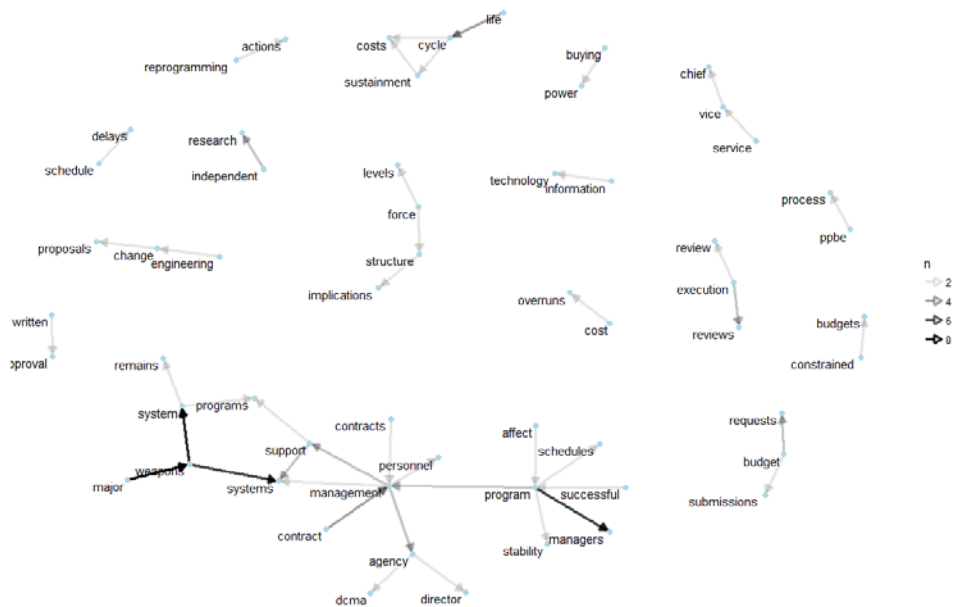 life
actions
costs
cycle
buying
reprogramming
sustainment
chief
power
vice
delays
research
service
schedule
independent
levels
technology
information
process
force
ppbe
proposals
change
engineering
structure
review
implications
execution
overruns
written
cost
reviews
budgets
pproval
remains
constrained
system
programs
contracts
affect
requests
support
schedules
personnel
budget
weapons
major
systems
management
program
successful
submissions
contract
stability
managers
agency
dcma
director
n
2
4
6
8